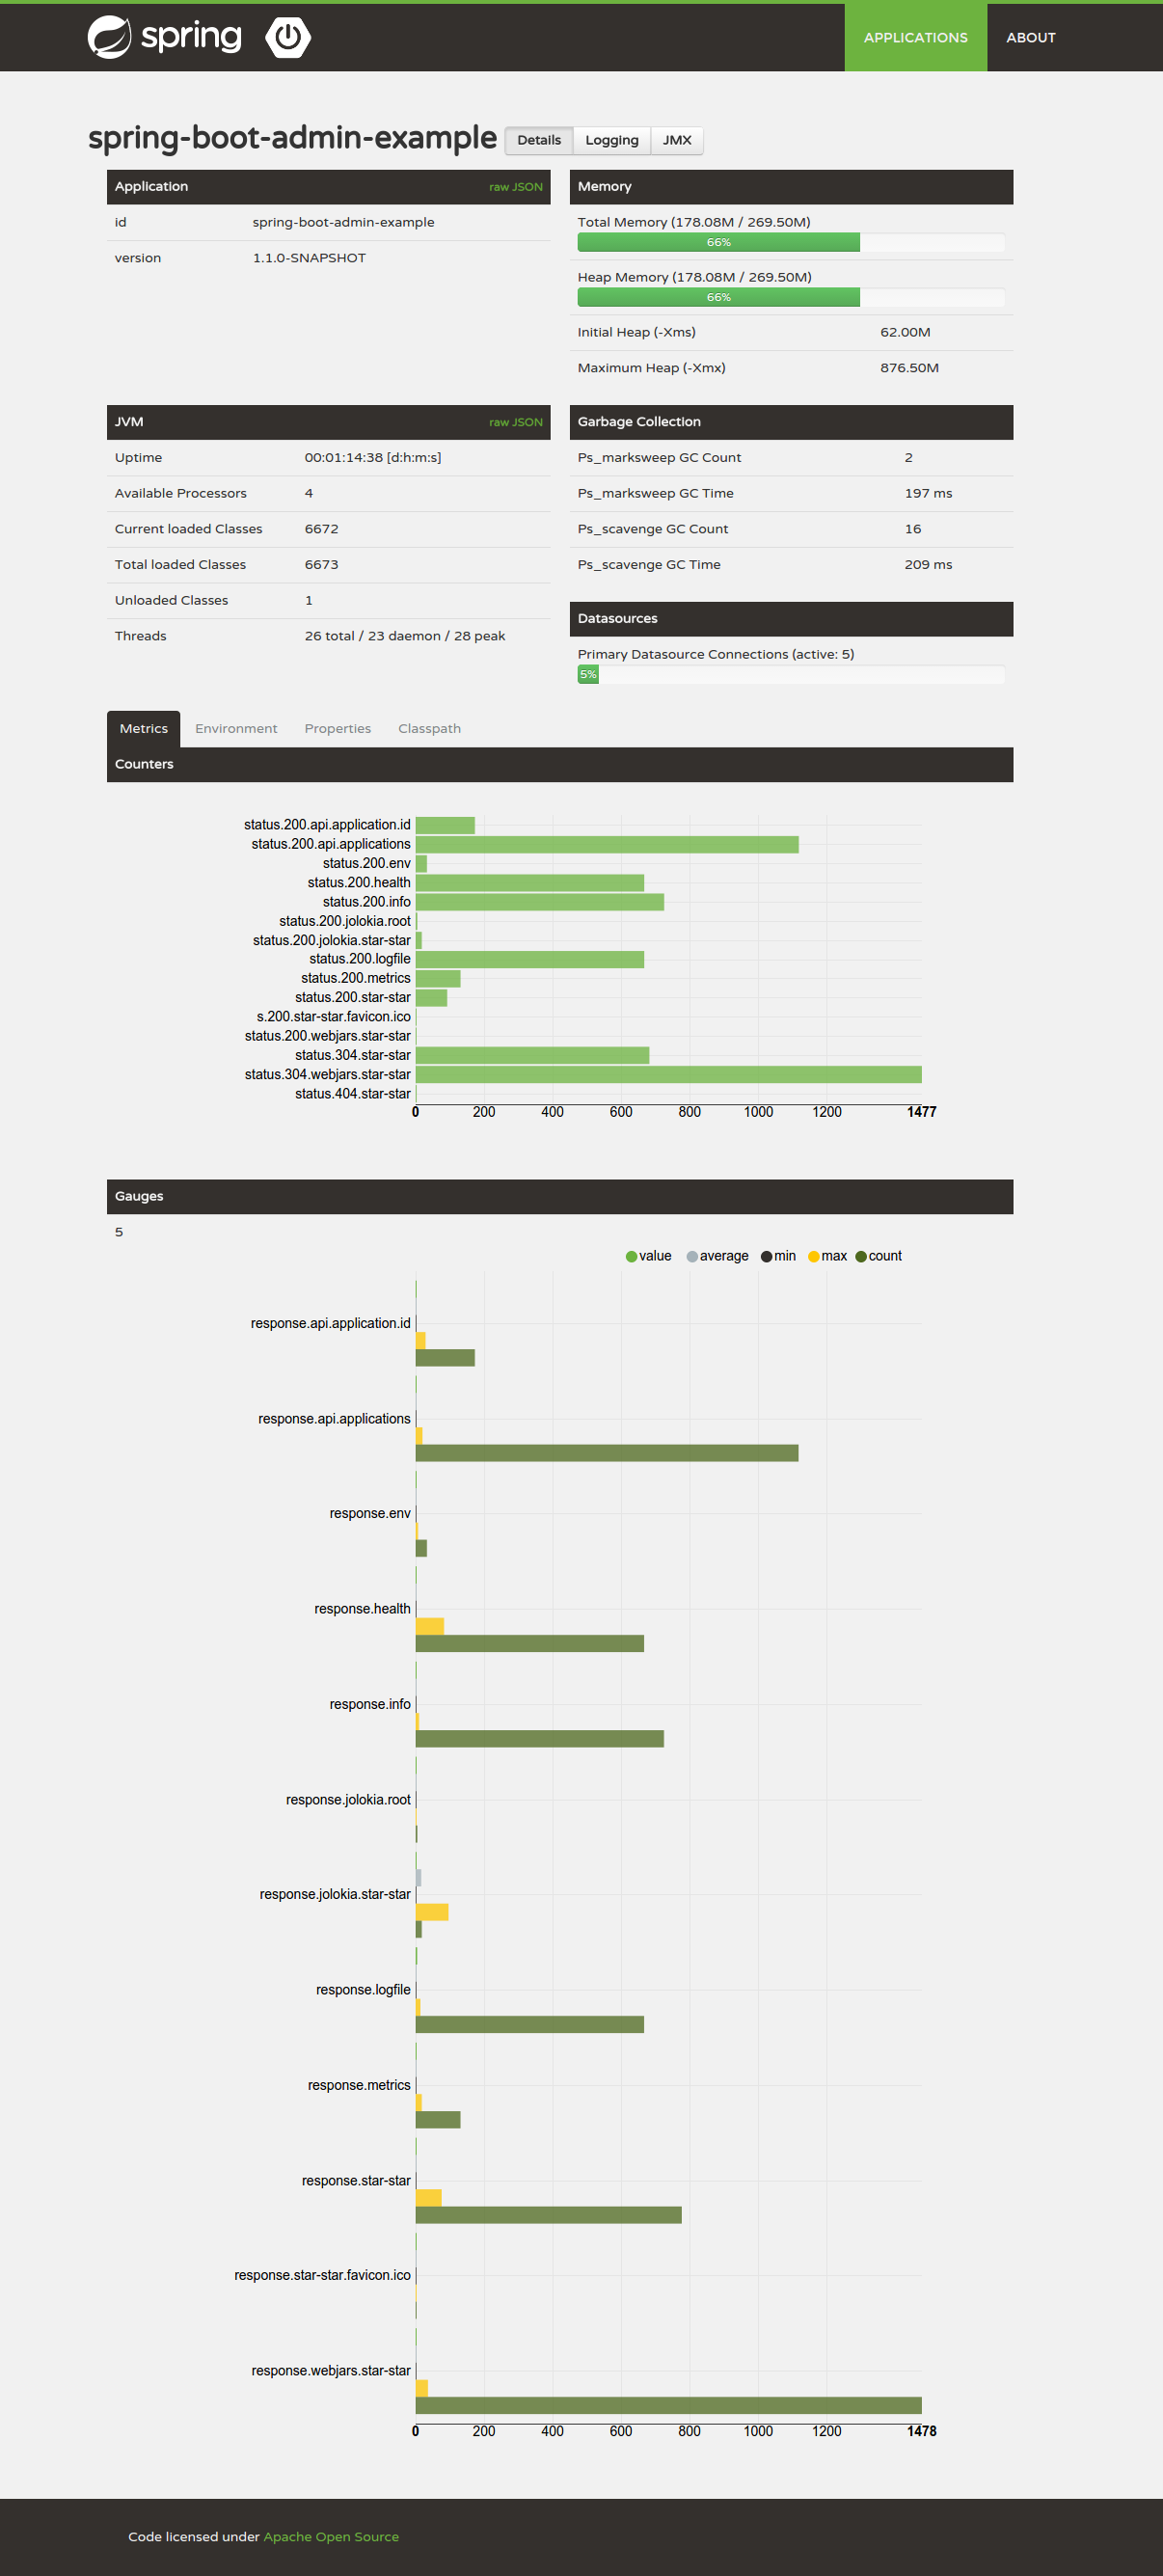 spring
APPLICATIONS
ABOUT
spring-boot-admin-example
Details
Logging
JMX
Application
raw JSON
id
spring-boot-admin-example
version
1.1.0-SNAPSHOT
Memory
Total Memory (178.08M / 269.50M)
66%
Heap Memory (178.08M / 269.50M)
66%
Initial Heap (-Xms)
62.00M
Maximum Heap (-Xmx)
876.50M
JVM
raw JSON
Uptime
00:01:14:38 [d:h:m:s]
Available Processors
4
Current loaded Classes
6672
Total loaded Classes
6673
Unloaded Classes
1
Threads
26 total / 23 daemon / 28 peak
Garbage Collection
Ps_marksweep GC Count
2
Ps_marksweep GC Time
197 ms
Ps_scavenge GC Count
16
Ps_scavenge GC Time
209 ms
Datasources
Primary Datasource Connections (active: 5)
5%
Metrics
Environment
Properties
Classpath
Counters
status.200.api.application.id
status.200.api.applications
status.200.env
status.200.health
status.200.info
status.200.jolokia.root
status.200.jolokia.star-star
status.200.logfile
status.200.metrics
status.200.star-star
s.200.star-star.favicon.ico
status.200.webjars.star-star
status.304.star-star
status.304.webjars.star-star
status.404.star-star
0 200 400 600 800 1000 1200 1477
Gauges
5
value average min max count
response.api.application.id
response.api.applications
response.env
response.health
response.info
response.jolokia.root
response.jolokia.star-star
response.logfile
response.metrics
response.star-star
response.star-star.favicon.ico
response.webjars.star-star
0 200 400 600 800 1000 1200 1478
Code licensed under Apache Open Source